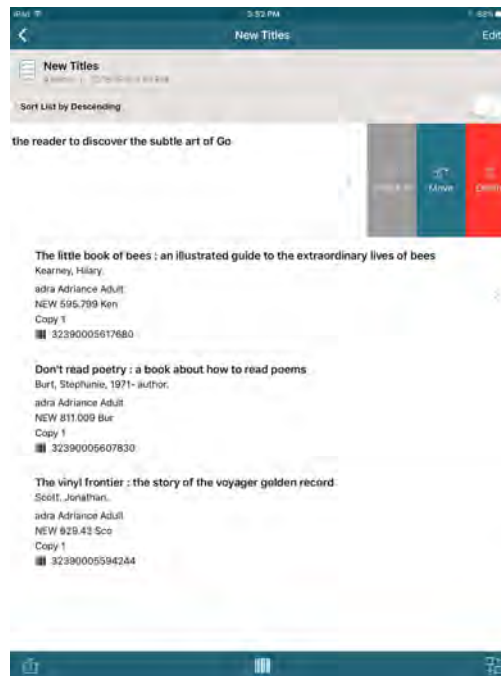 iPad
3:52 PM
New Titles
Edit
New Titles
Sort List by Descending
the reader to discover the subtle art of Go
Move
The little book of bees : an illustrated guide to the extraordinary lives of bees
Kearney, Hilary.
adra Adriance Adult
NEW 595.799 Ken
Copy 1
32390005617680
Don't read poetry : a book about how to read poems
Burt, Stephanie, 1971- author.
adra Adriance Adult
NEW 811.009 Bur
Copy 1
32390005607830
The vinyl frontier : the story of the voyager golden record
Scott, Jonathan.
adra Adriance Adult
NEW 629.43 Sco
Copy 1
32390005594244